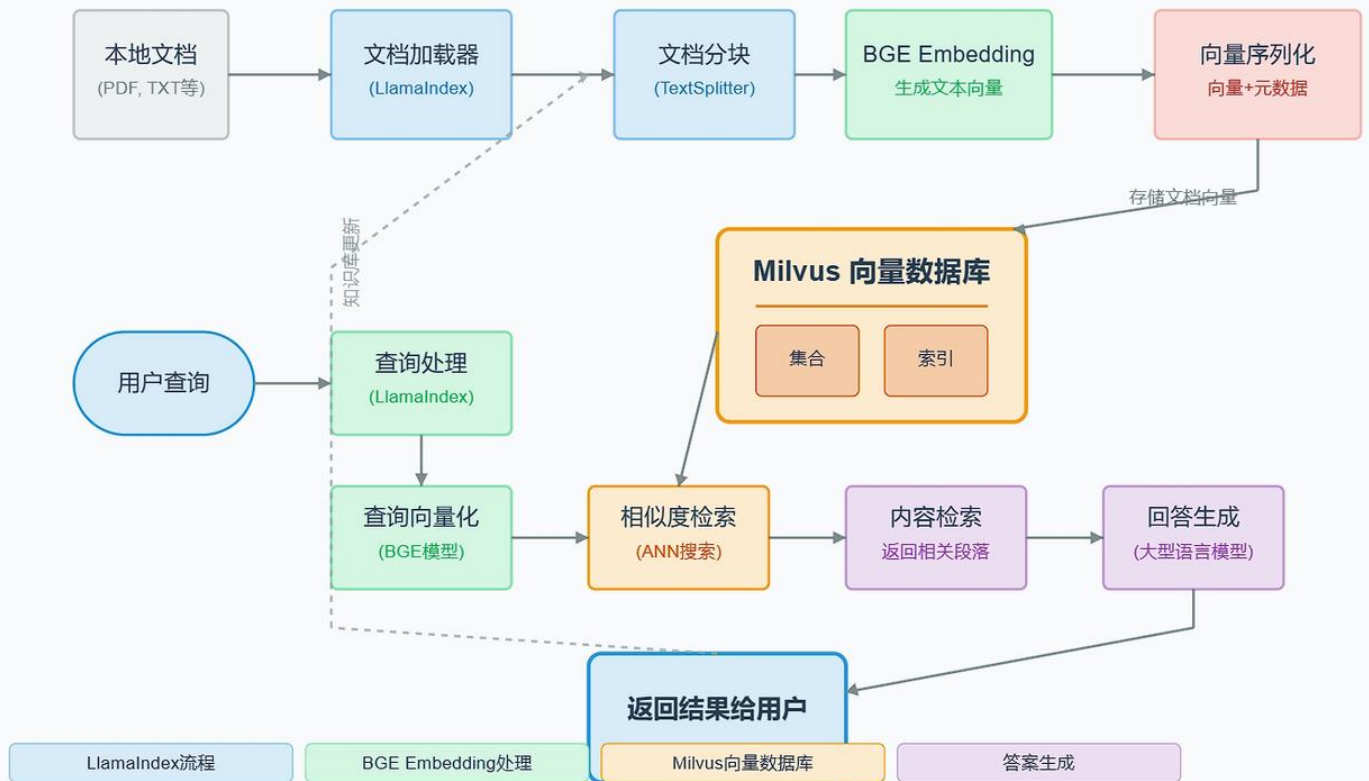 本地文档
(PDF, TXT等)
文档加载器
(LlamaIndex)
文档分块
(TextSplitter)
BGE Embedding
生成文本向量
向量序列化
向量+元数据
存储文档向量
知识库更新
Milvus 向量数据库
集合
索引
用户查询
查询处理
(LlamaIndex)
查询向量化
(BGE模型)
相似度检索
(ANN搜索)
内容检索
返回相关段落
回答生成
(大型语言模型)
返回结果给用户
LlamaIndex流程
BGE Embedding处理
Milvus向量数据库
答案生成